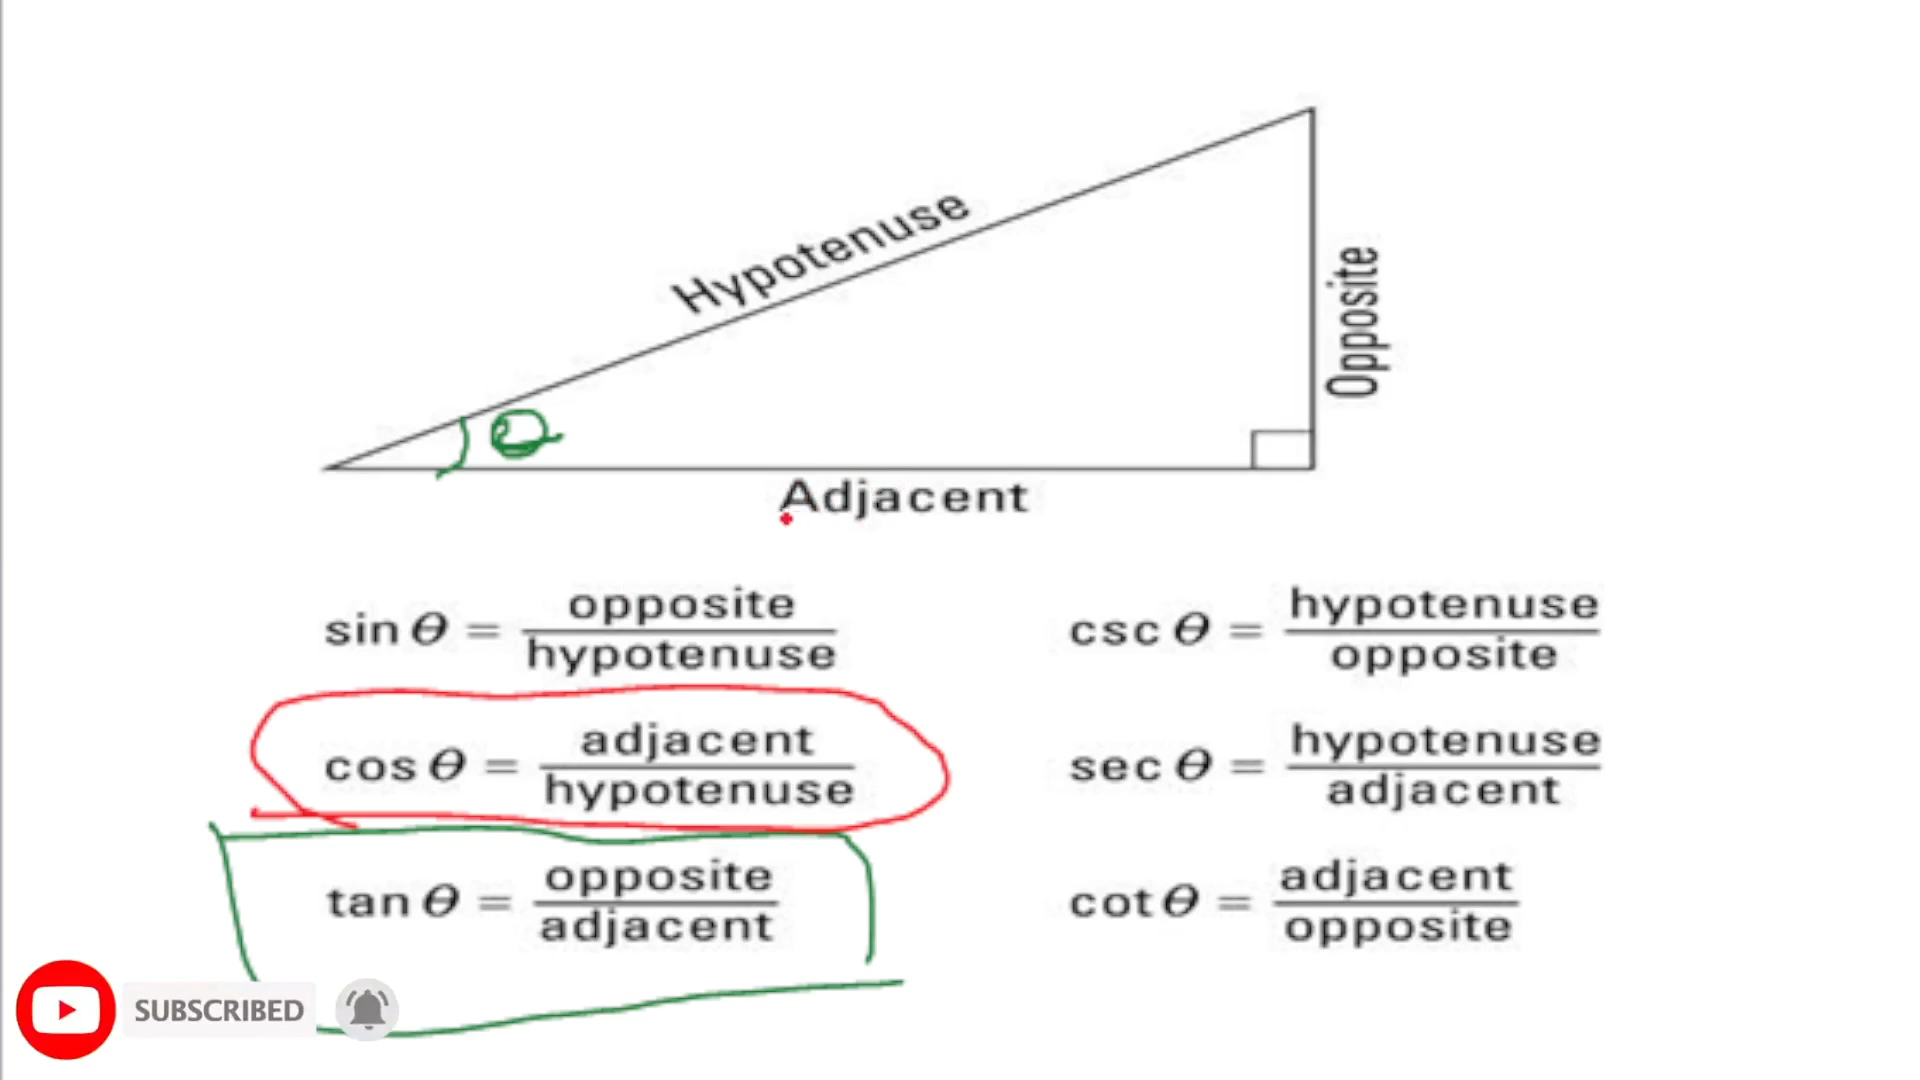 Hypotenuse
Opposite
θ
Adjacent
sin θ = opposite / hypotenuse
csc θ = hypotenuse / opposite
cos θ = adjacent / hypotenuse
sec θ = hypotenuse / adjacent
tan θ = opposite / adjacent
cot θ = adjacent / opposite
SUBSCRIBED